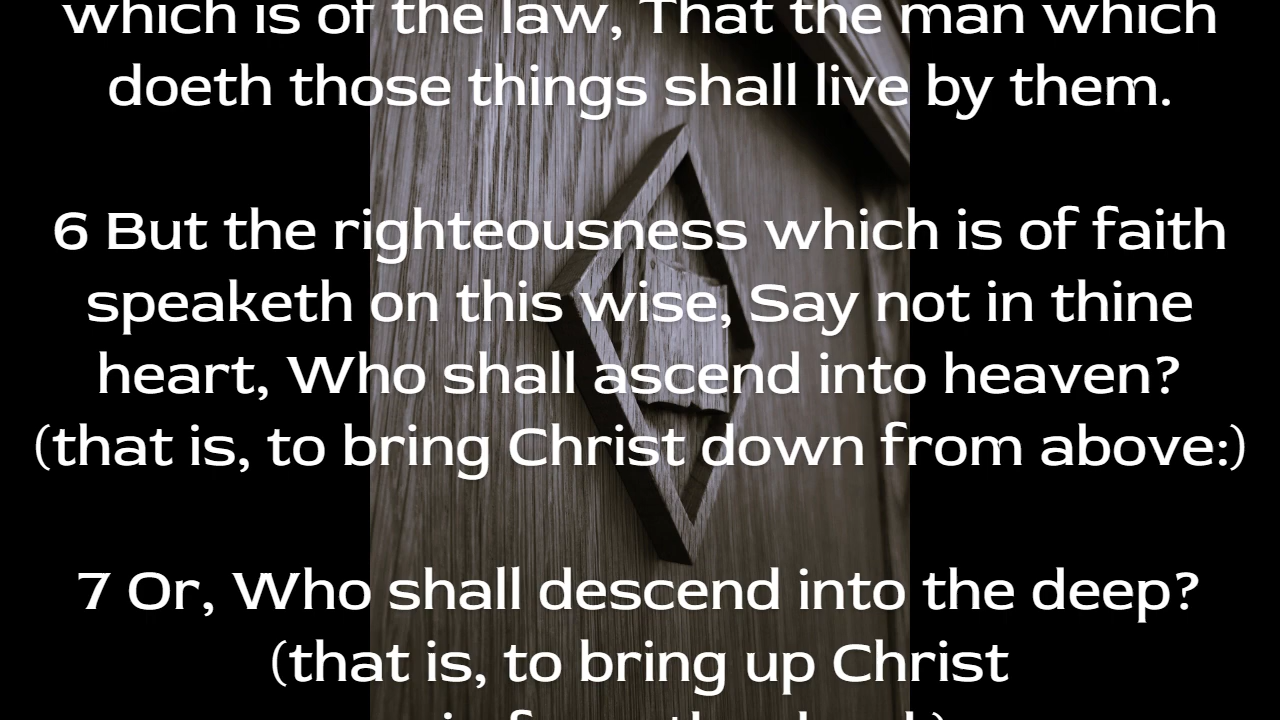 which is of the law, That the man which
doeth those things shall live by them.
6 But the righteousness which is of faith
speaketh on this wise, Say not in thine
heart, Who shall ascend into heaven?
(that is, to bring Christ down from above:)
7 Or, Who shall descend into the deep?
(that is, to bring up Christ